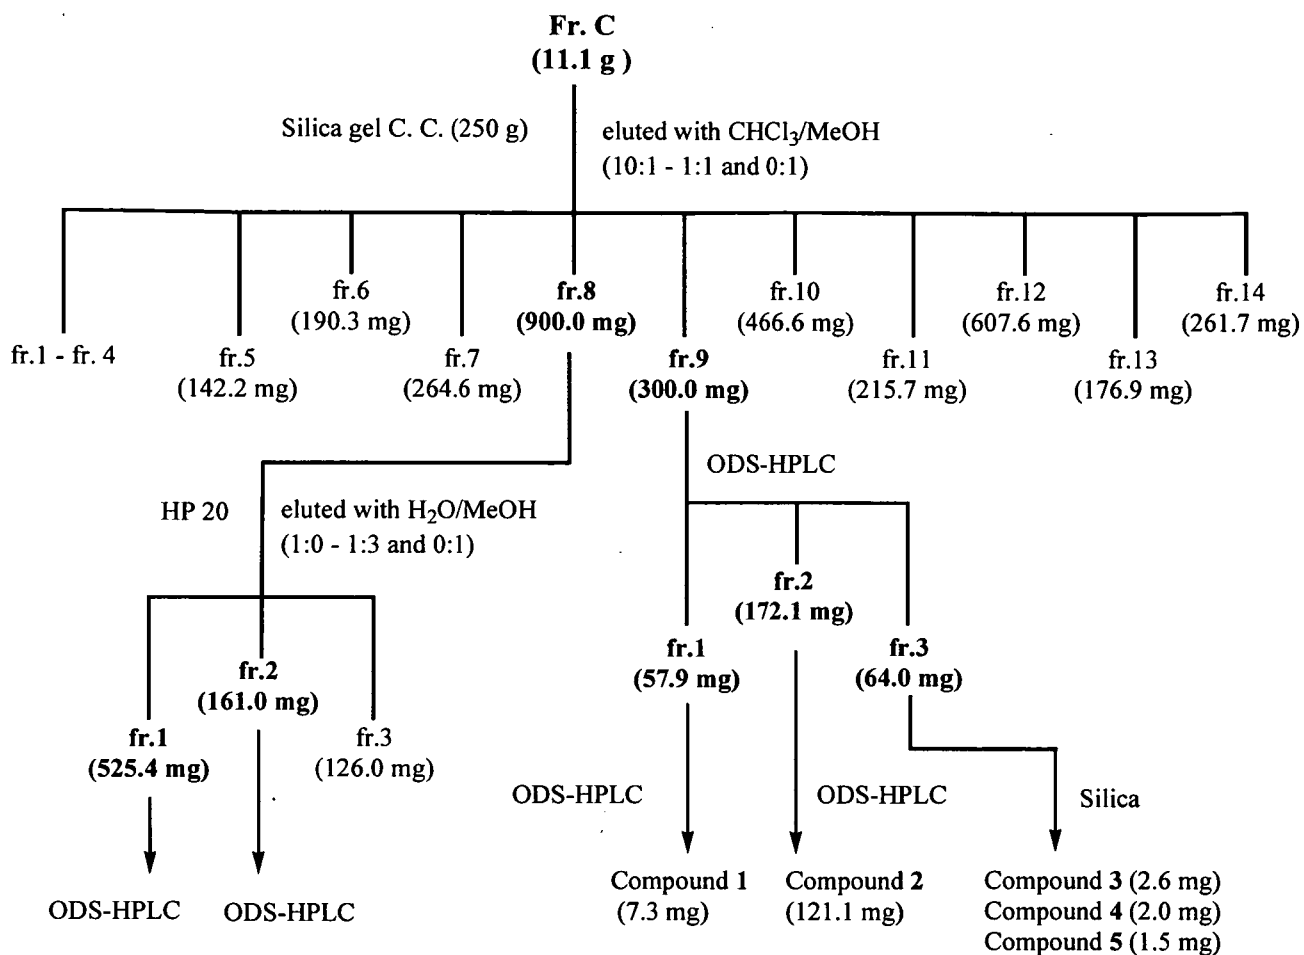 Fr. C
(11.1 g )
Silica gel C. C. (250 g)
eluted with CHCl3/MeOH
(10:1 - 1:1 and 0:1)
fr.1 - fr. 4
fr.5
(142.2 mg)
fr.6
(190.3 mg)
fr.7
(264.6 mg)
fr.8
(900.0 mg)
fr.9
(300.0 mg)
fr.10
(466.6 mg)
fr.11
(215.7 mg)
fr.12
(607.6 mg)
fr.13
(176.9 mg)
fr.14
(261.7 mg)
HP 20
eluted with H2O/MeOH
(1:0 - 1:3 and 0:1)
fr.1
(525.4 mg)
fr.2
(161.0 mg)
fr.3
(126.0 mg)
ODS-HPLC
ODS-HPLC
ODS-HPLC
fr.1
(57.9 mg)
fr.2
(172.1 mg)
fr.3
(64.0 mg)
ODS-HPLC
ODS-HPLC
Silica
Compound 1
(7.3 mg)
Compound 2
(121.1 mg)
Compound 3 (2.6 mg)
Compound 4 (2.0 mg)
Compound 5 (1.5 mg)